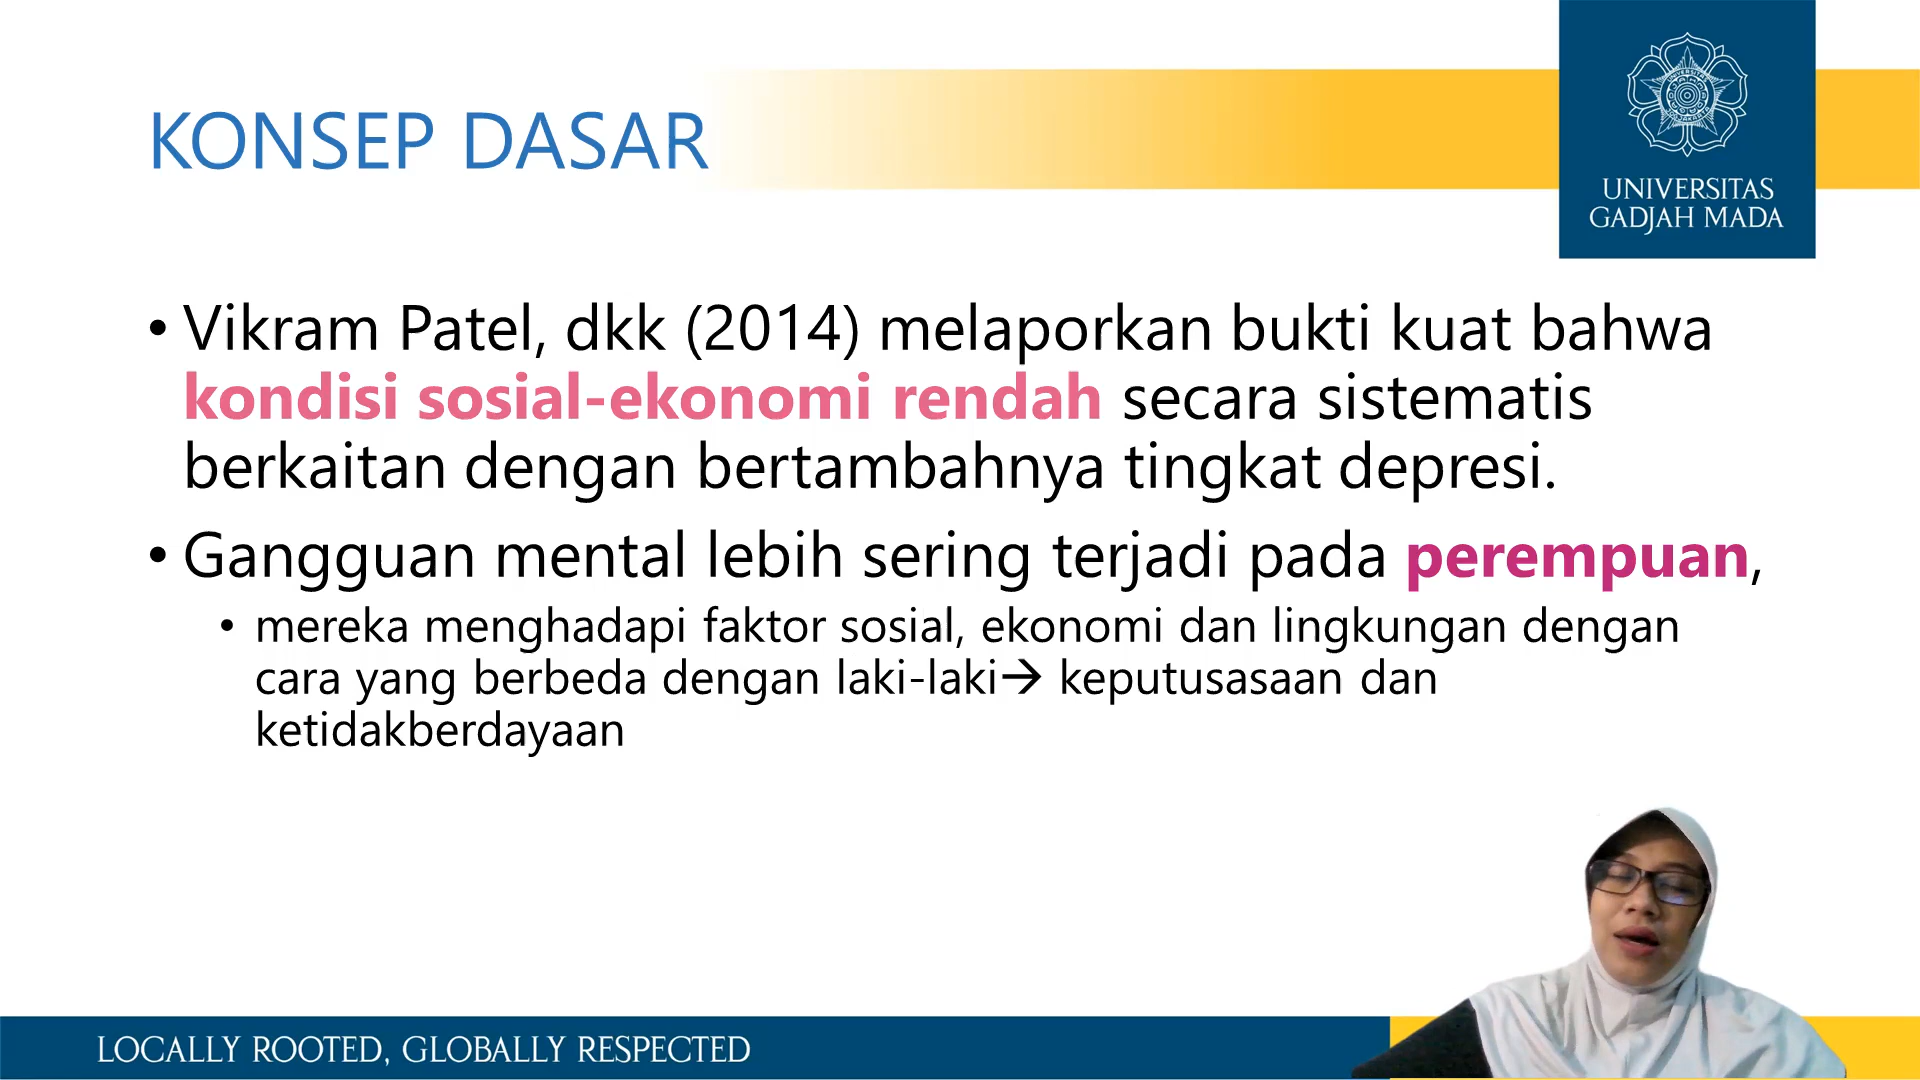 KONSEP DASAR
UNIVERSITAS
GADJAH MADA
• Vikram Patel, dkk (2014) melaporkan bukti kuat bahwa
kondisi sosial-ekonomi rendah secara sistematis
berkaitan dengan bertambahnya tingkat depresi.
• Gangguan mental lebih sering terjadi pada perempuan,
• mereka menghadapi faktor sosial, ekonomi dan lingkungan dengan
cara yang berbeda dengan laki-laki→ keputusasaan dan
ketidakberdayaan
LOCALLY ROOTED, GLOBALLY RESPECTED